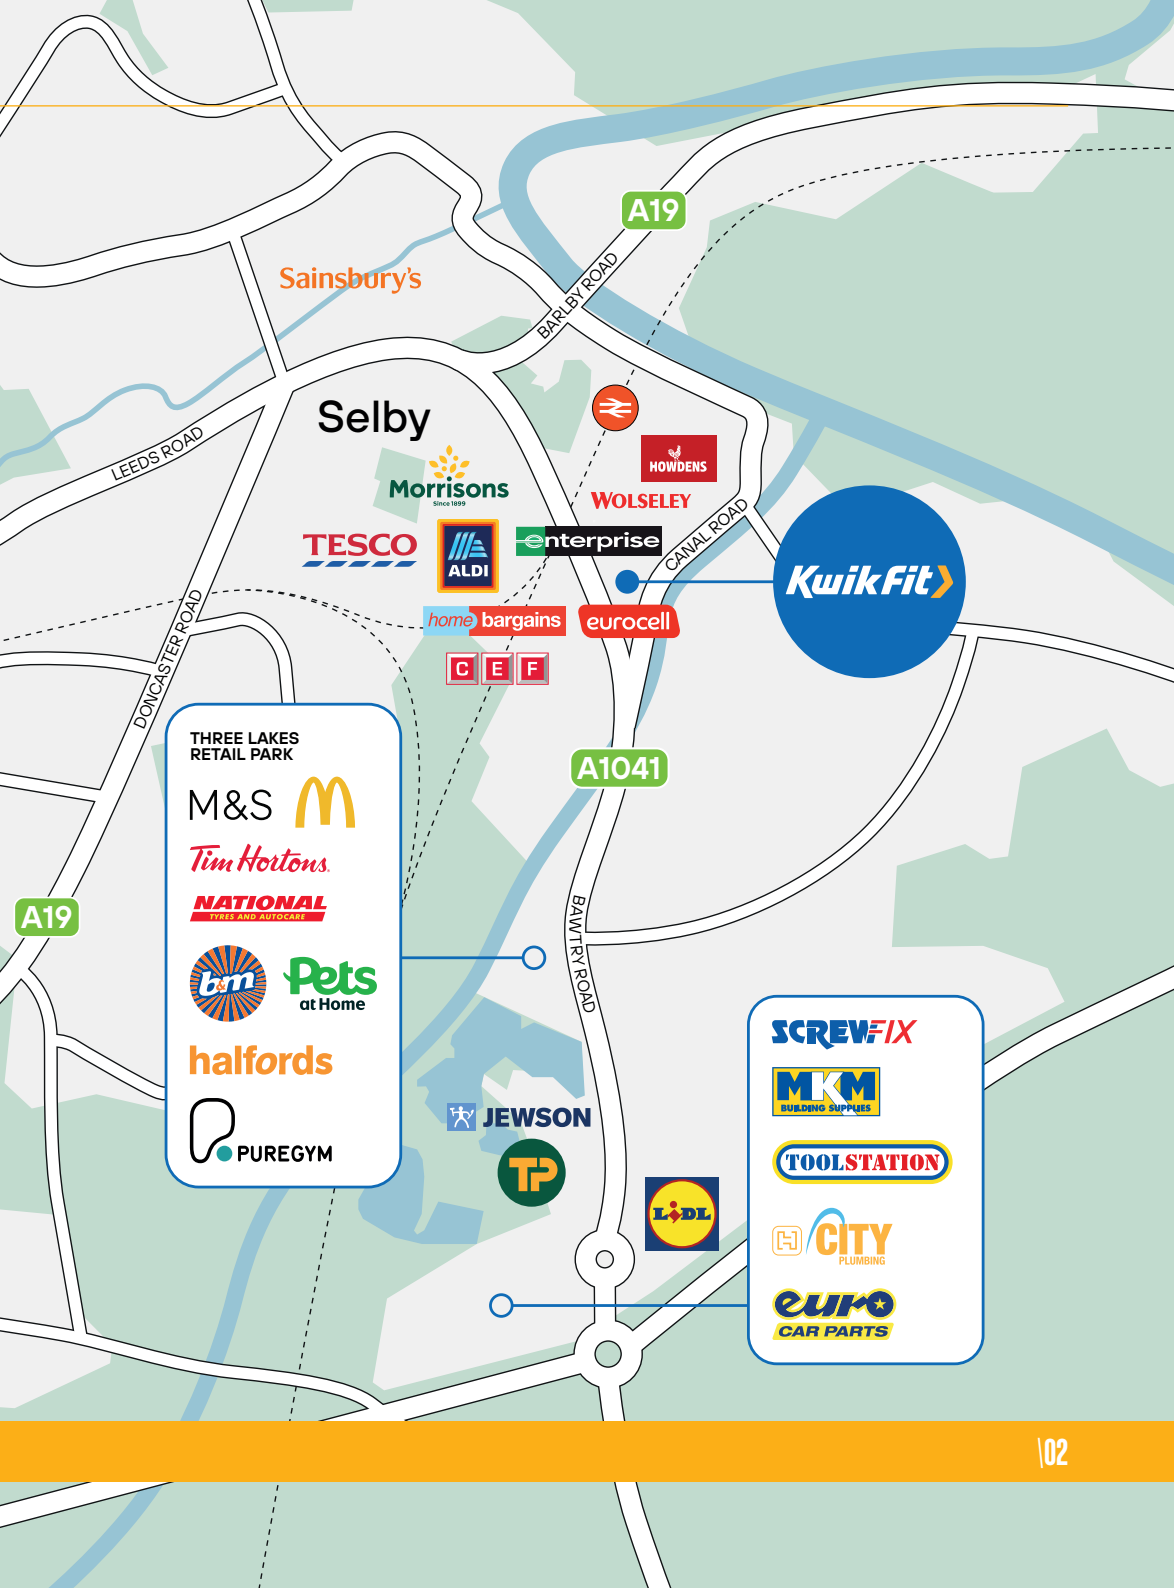 A19
BARLBY ROAD
Sainsbury's
Selby
LEEDS ROAD
HOWDENS
Morrisons
Since 1899
WOLSELEY
CANAL ROAD
TESCO
ALDI
enterprise
KwikFit
home bargains
eurocell
DONCASTER ROAD
C E F
THREE LAKES
RETAIL PARK
A1041
M&S
Tim Hortons.
NATIONAL
TYRES AND AUTOCARE
A19
BAWTRY ROAD
b&m
Pets
at Home
halfords
SCREWFIX
MKM
BUILDING SUPPLIES
JEWSON
PUREGYM
TP
TOOLSTATION
LIDL
CITY
PLUMBING
euro
CAR PARTS
\02